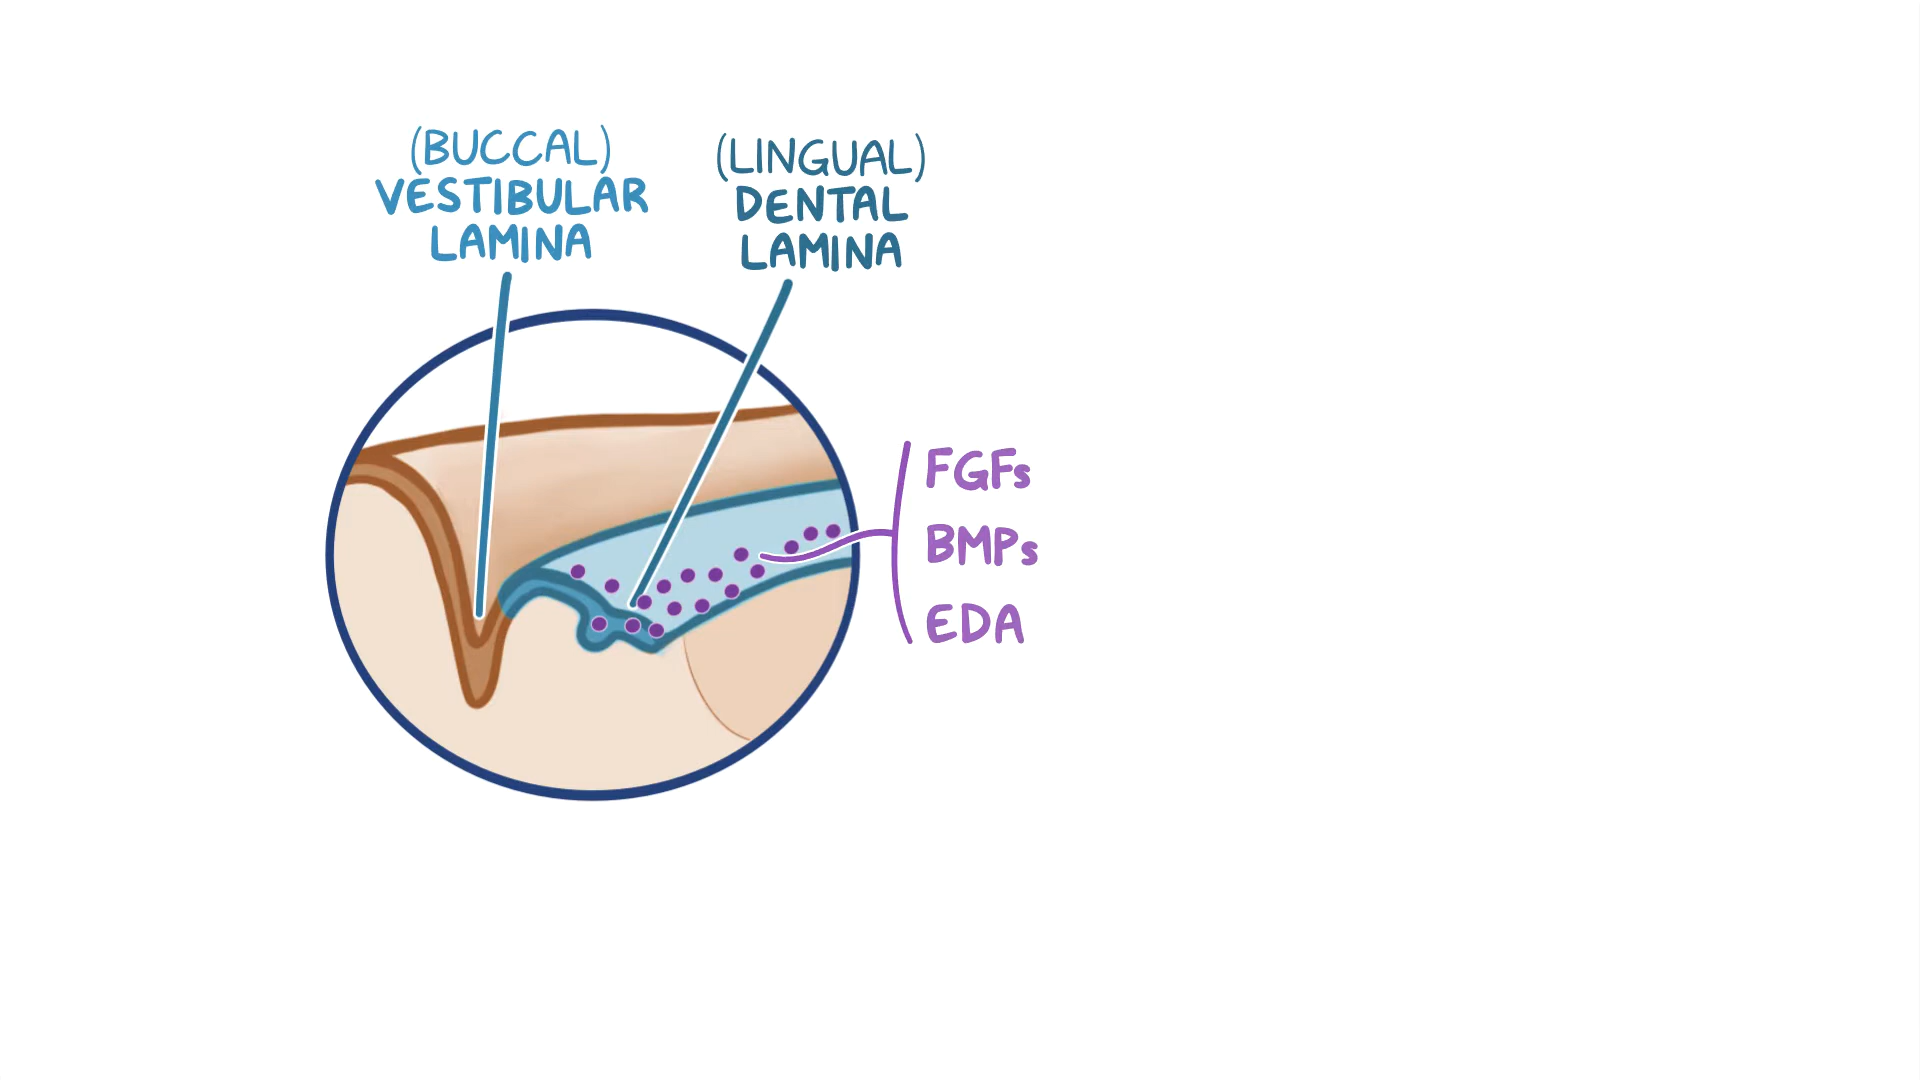 (BUCCAL)
VESTIBULAR
LAMINA
(LINGUAL)
DENTAL
LAMINA
FGFs
BMPs
EDA